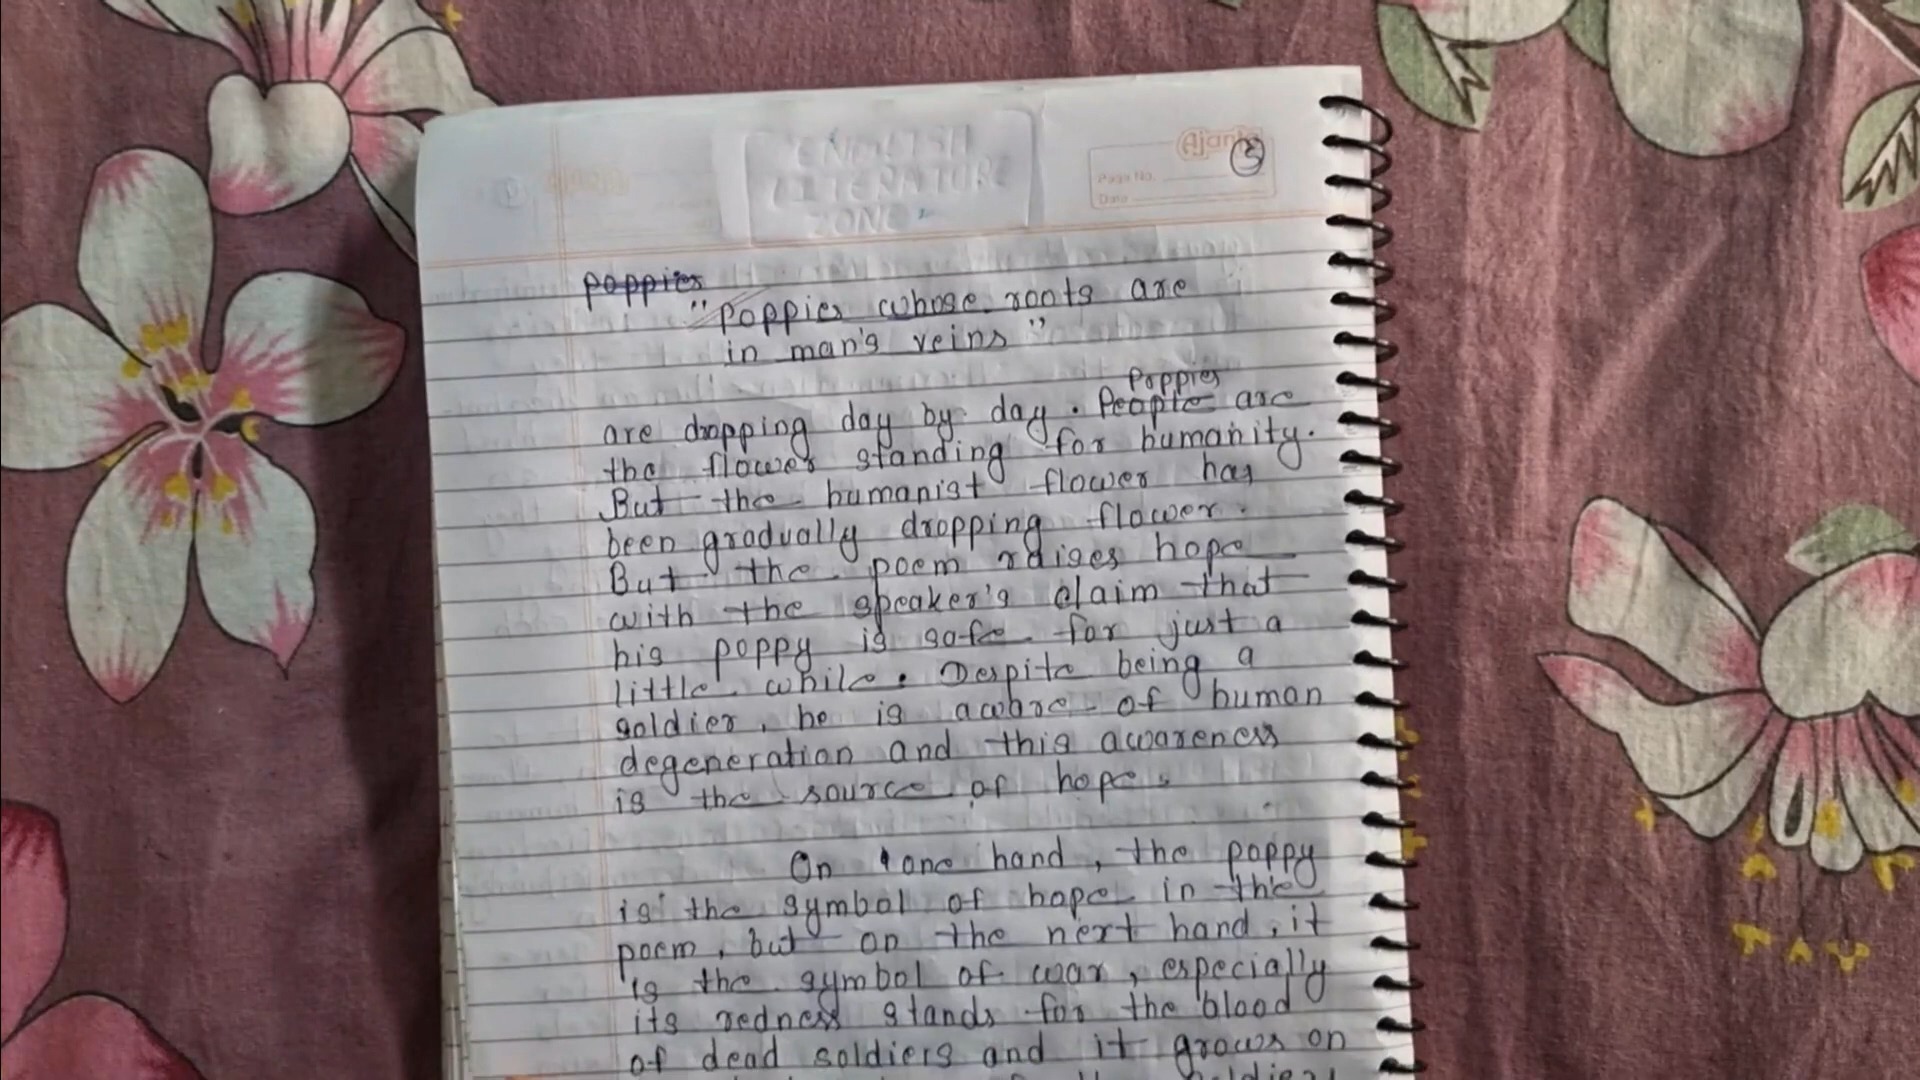 ENGLISH
LITERATURE
ZONE
Ajanta
3
Page No.
Date
poppies
"Poppies whose roots are
in man's veins"
Poppies
are dropping day by day. People are
the flower standing for humanity.
But the humanist flower has
been gradually dropping flower.
But the poem raises hope
with the speaker's claim that
his poppy is safe for just a
little while. Despite being a
soldier, he is aware of human
degeneration and this awareness
is the source of hope.
On one hand, the poppy
is the symbol of hope in the
poem, but on the next hand, it
is the symbol of war, especially
its redness stands for the blood
of dead soldiers and it grows on